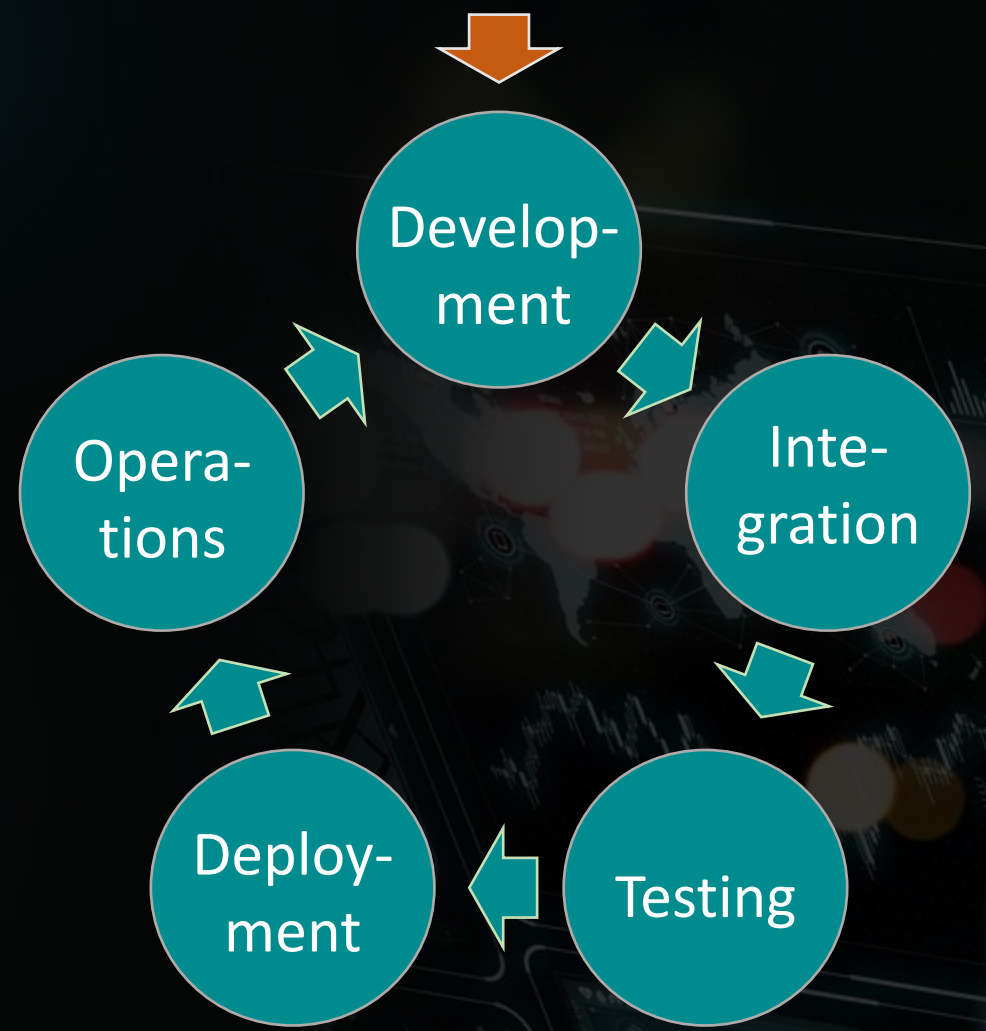 Develop-
ment
Inte-
gration
Testing
Deploy-
ment
Opera-
tions